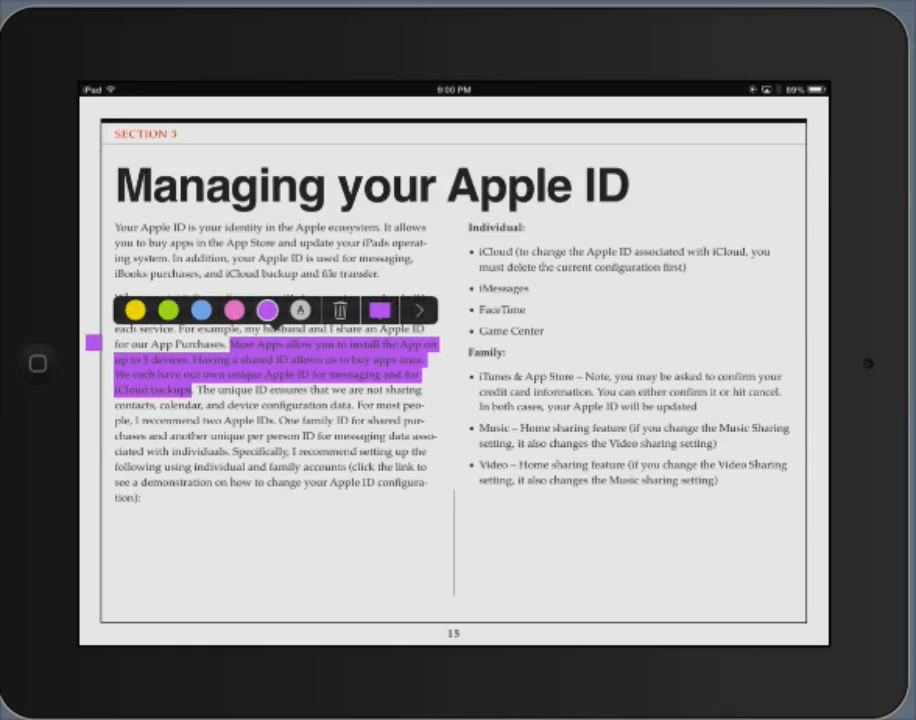 iPad
9:00 PM
89%
SECTION 3
Managing your Apple ID
Your Apple ID is your identity in the Apple ecosystem. It allows
you to buy apps in the App Store and update your iPads operat-
ing system. In addition, your Apple ID is used for messaging,
iBooks purchases, and iCloud backup and file transfer.
A
each service. For example, my husband and I share an Apple ID
for our App Purchases. Most Apps allow you to install the App on
up to 5 devices. Having a shared ID allows us to buy apps once.
We each have our own unique Apple ID for messaging and for
iCloud backups. The unique ID ensures that we are not sharing
contacts, calendar, and device configuration data. For most peo-
ple, I recommend two Apple IDs. One family ID for shared pur-
chases and another unique per person ID for messaging data asso-
ciated with individuals. Specifically, I recommend setting up the
following using individual and family accounts (click the link to
see a demonstration on how to change your Apple ID configura-
tion):
Individual:
• iCloud (to change the Apple ID associated with iCloud, you
must delete the current configuration first)
• iMessages
• FaceTime
• Game Center
Family:
• iTunes & App Store – Note, you may be asked to confirm your
credit card information. You can either confirm it or hit cancel.
In both cases, your Apple ID will be updated
• Music – Home sharing feature (if you change the Music Sharing
setting, it also changes the Video sharing setting)
• Video – Home sharing feature (if you change the Video Sharing
setting, it also changes the Music sharing setting)
15